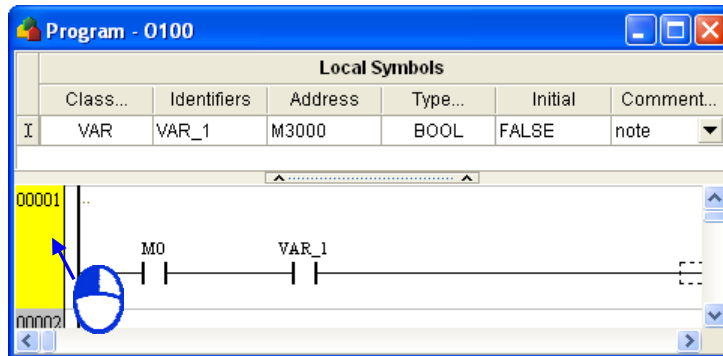 Program - O100
Local Symbols
Class... Identifiers Address Type... Initial Comment...
VAR VAR_1 M3000 BOOL FALSE note
00001
M0 VAR_1
00002